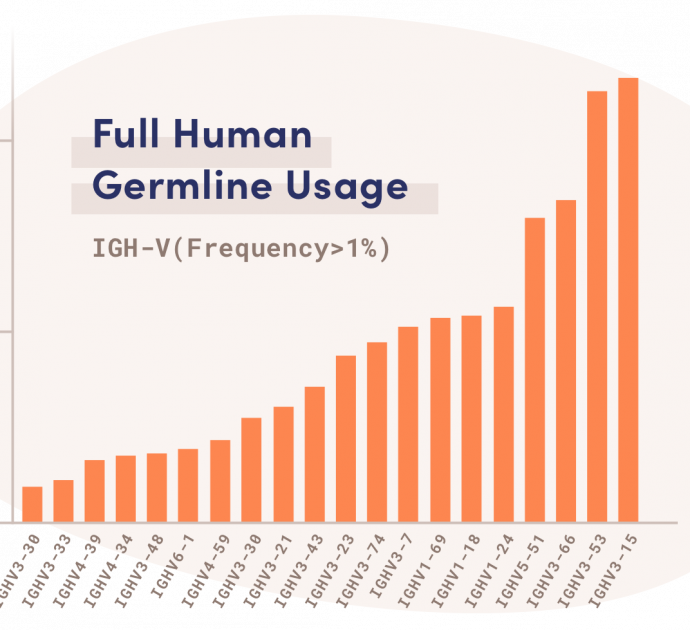 Full Human
Germline Usage
IGH-V(Frequency>1%)
IGHV3-30
IGHV3-33
IGHV4-39
IGHV4-34
IGHV3-48
IGHV6-1
IGHV4-59
IGHV3-30
IGHV3-21
IGHV3-43
IGHV3-23
IGHV3-74
IGHV3-7
IGHV1-69
IGHV1-18
IGHV1-24
IGHV5-51
IGHV3-66
IGHV3-53
IGHV3-15